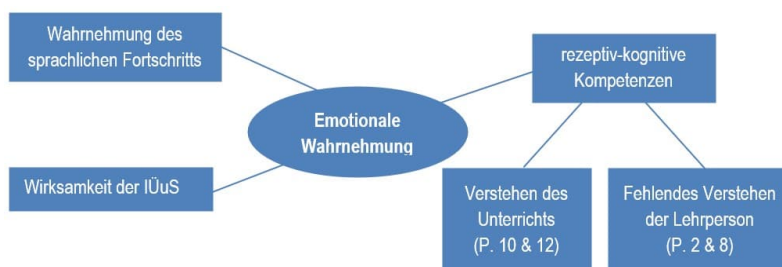 Wahrnehmung des
sprachlichen Fortschritts
rezeptiv-kognitive
Kompetenzen
Emotionale
Wahrnehmung
Wirksamkeit der IÜuS
Verstehen des
Unterrichts
(P. 10 & 12)
Fehlendes Verstehen
der Lehrperson
(P. 2 & 8)